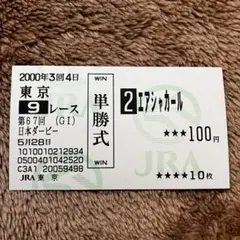 2000年3回4日
東京
9レース
第67回 (GI)
日本ダービー
5月28日
1010010212934
0500401042520
C3A1 20059498
JRA 東京
WIN
単勝式
WIN
2 エアシャカール
☆☆☆100円
JRA
☆☆☆☆10枚